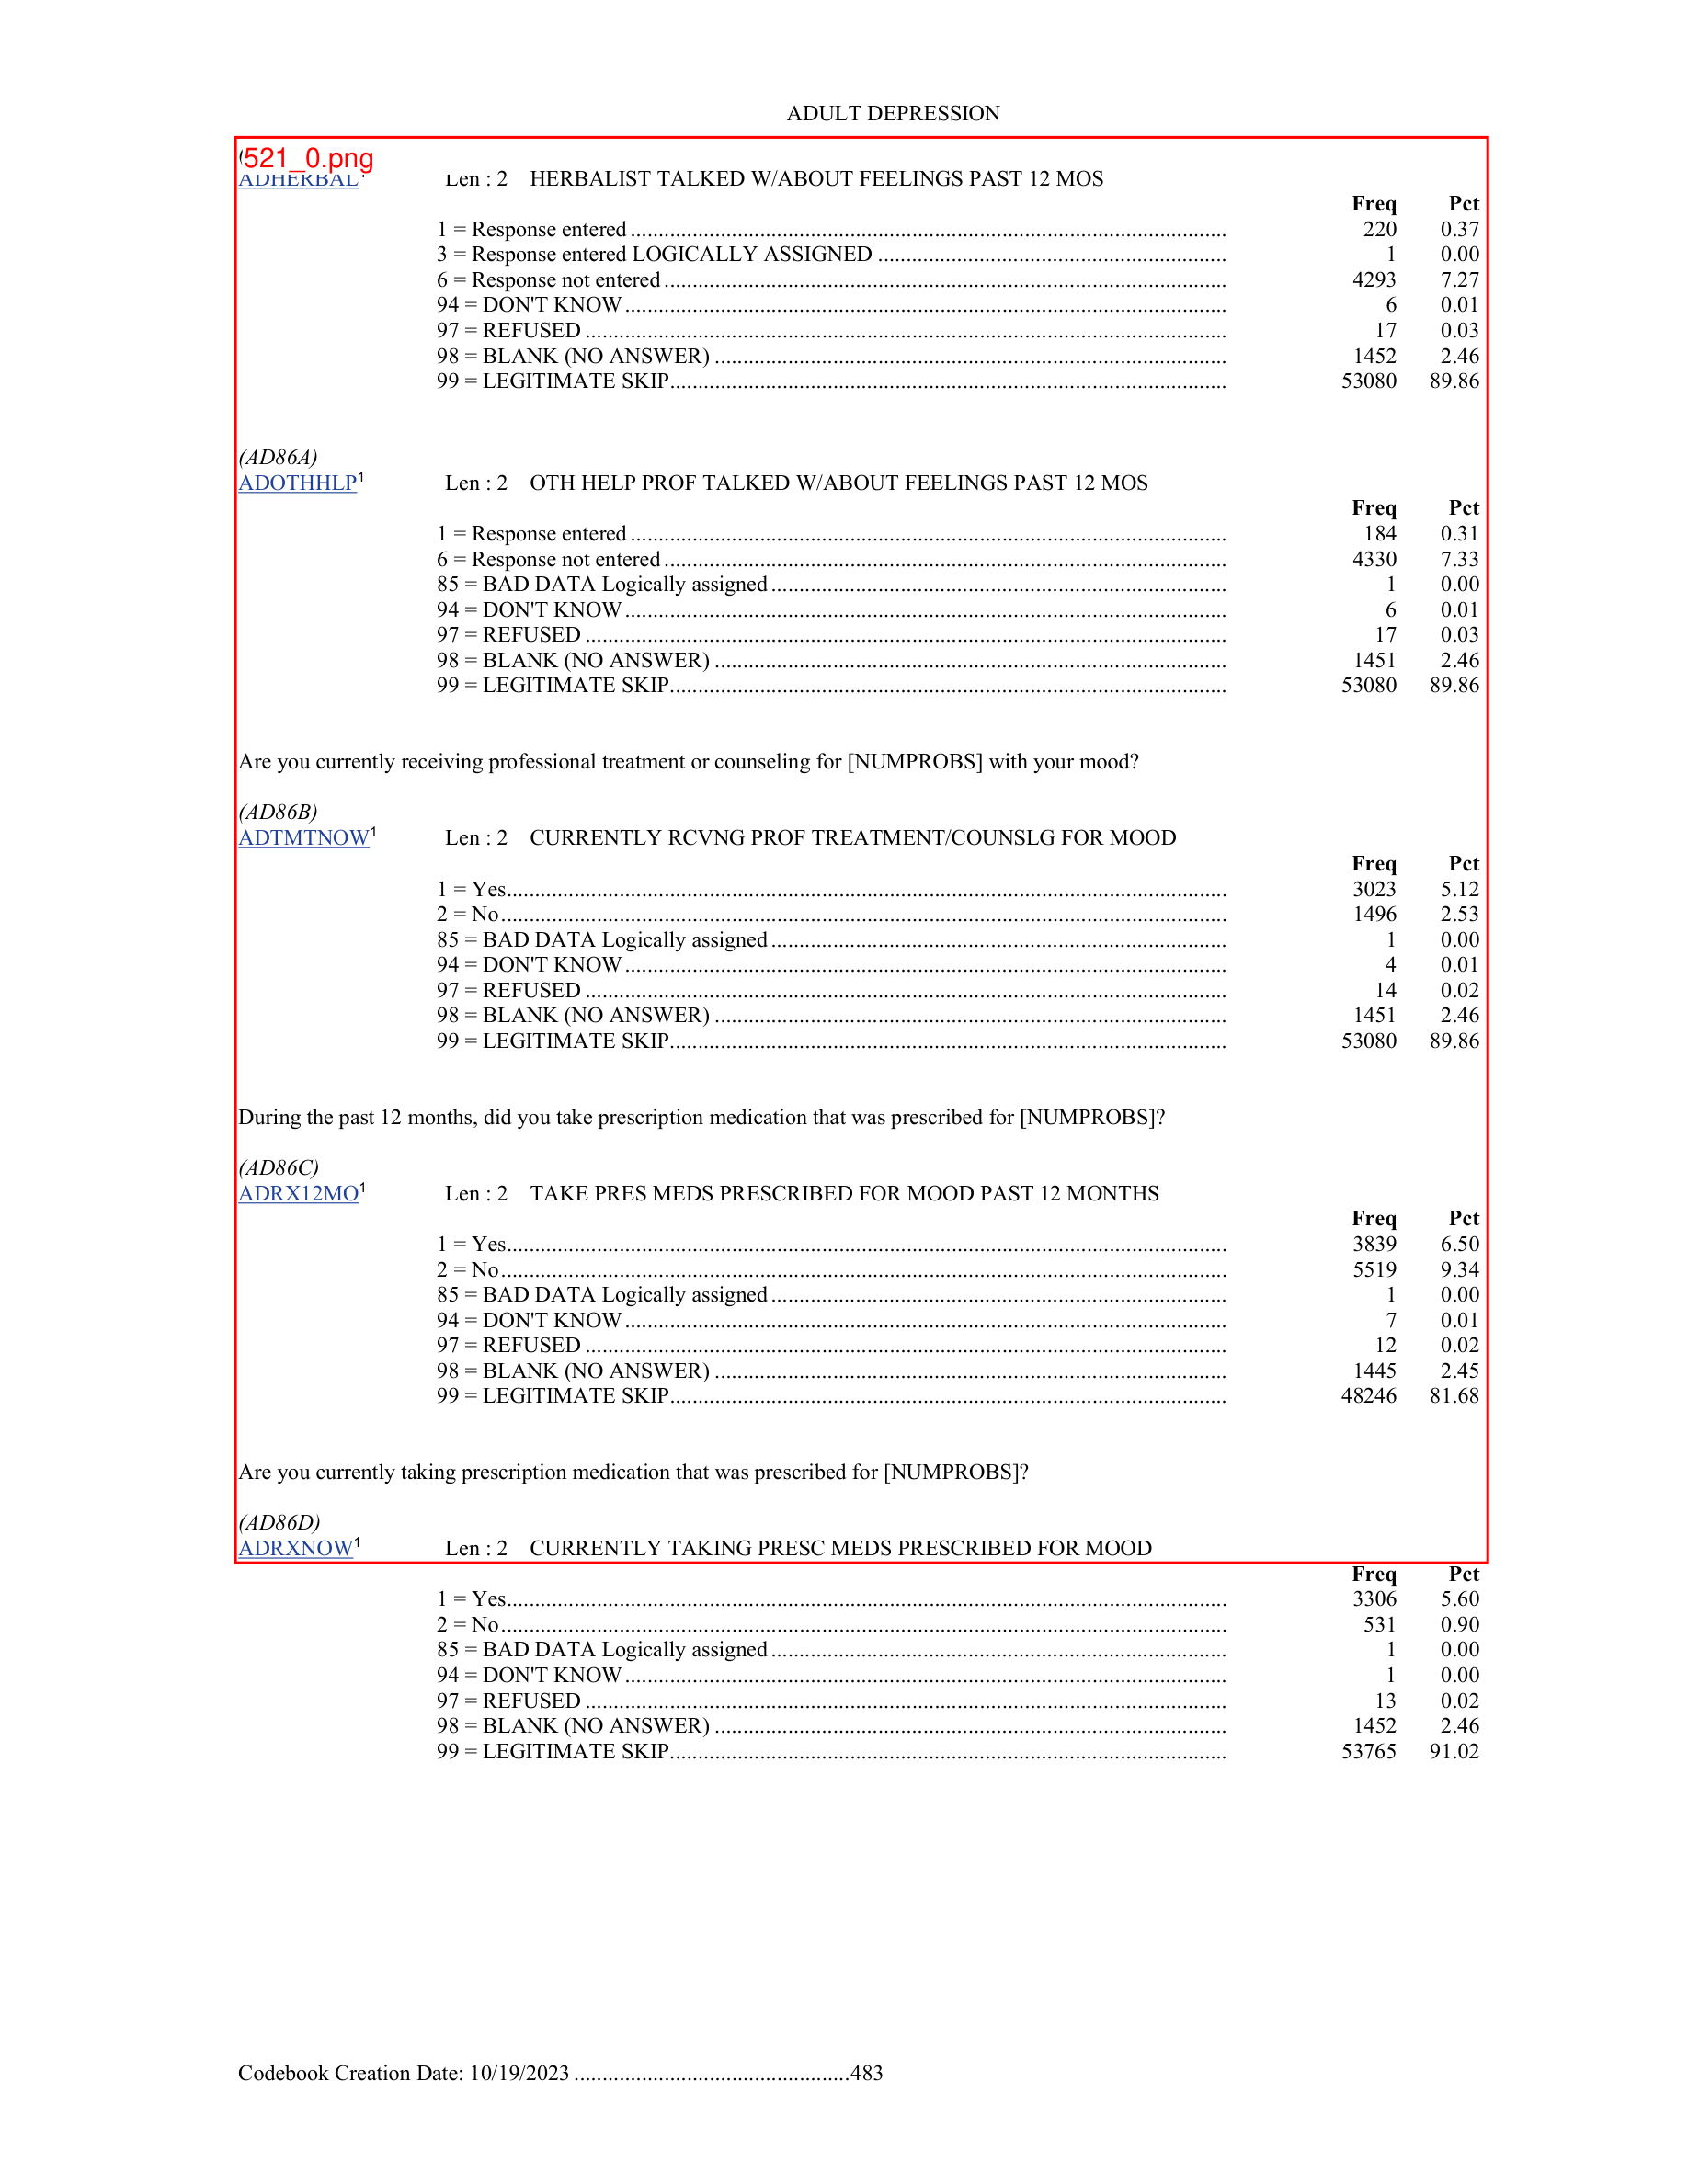 ADULT DEPRESSION
521_0.png
ADHERBAL¹ Len : 2 HERBALIST TALKED W/ABOUT FEELINGS PAST 12 MOS
Freq Pct
1 = Response entered 220 0.37
3 = Response entered LOGICALLY ASSIGNED 1 0.00
6 = Response not entered 4293 7.27
94 = DON'T KNOW 6 0.01
97 = REFUSED 17 0.03
98 = BLANK (NO ANSWER) 1452 2.46
99 = LEGITIMATE SKIP 53080 89.86
(AD86A)
ADOTHHLP¹ Len : 2 OTH HELP PROF TALKED W/ABOUT FEELINGS PAST 12 MOS
Freq Pct
1 = Response entered 184 0.31
6 = Response not entered 4330 7.33
85 = BAD DATA Logically assigned 1 0.00
94 = DON'T KNOW 6 0.01
97 = REFUSED 17 0.03
98 = BLANK (NO ANSWER) 1451 2.46
99 = LEGITIMATE SKIP 53080 89.86
Are you currently receiving professional treatment or counseling for [NUMPROBS] with your mood?
(AD86B)
ADTMTNOW¹ Len : 2 CURRENTLY RCVNG PROF TREATMENT/COUNSLG FOR MOOD
Freq Pct
1 = Yes 3023 5.12
2 = No 1496 2.53
85 = BAD DATA Logically assigned 1 0.00
94 = DON'T KNOW 4 0.01
97 = REFUSED 14 0.02
98 = BLANK (NO ANSWER) 1451 2.46
99 = LEGITIMATE SKIP 53080 89.86
During the past 12 months, did you take prescription medication that was prescribed for [NUMPROBS]?
(AD86C)
ADRX12MO¹ Len : 2 TAKE PRES MEDS PRESCRIBED FOR MOOD PAST 12 MONTHS
Freq Pct
1 = Yes 3839 6.50
2 = No 5519 9.34
85 = BAD DATA Logically assigned 1 0.00
94 = DON'T KNOW 7 0.01
97 = REFUSED 12 0.02
98 = BLANK (NO ANSWER) 1445 2.45
99 = LEGITIMATE SKIP 48246 81.68
Are you currently taking prescription medication that was prescribed for [NUMPROBS]?
(AD86D)
ADRXNOW¹ Len : 2 CURRENTLY TAKING PRESC MEDS PRESCRIBED FOR MOOD
Freq Pct
1 = Yes 3306 5.60
2 = No 531 0.90
85 = BAD DATA Logically assigned 1 0.00
94 = DON'T KNOW 1 0.00
97 = REFUSED 13 0.02
98 = BLANK (NO ANSWER) 1452 2.46
99 = LEGITIMATE SKIP 53765 91.02
Codebook Creation Date: 10/19/2023 483